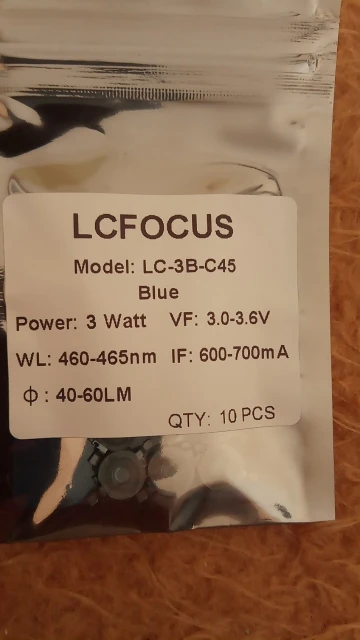 LCFOCUS
Model: LC-3B-C45
Blue
Power: 3 Watt VF: 3.0-3.6V
WL: 460-465nm IF: 600-700mA
Φ : 40-60LM
QTY: 10 PCS